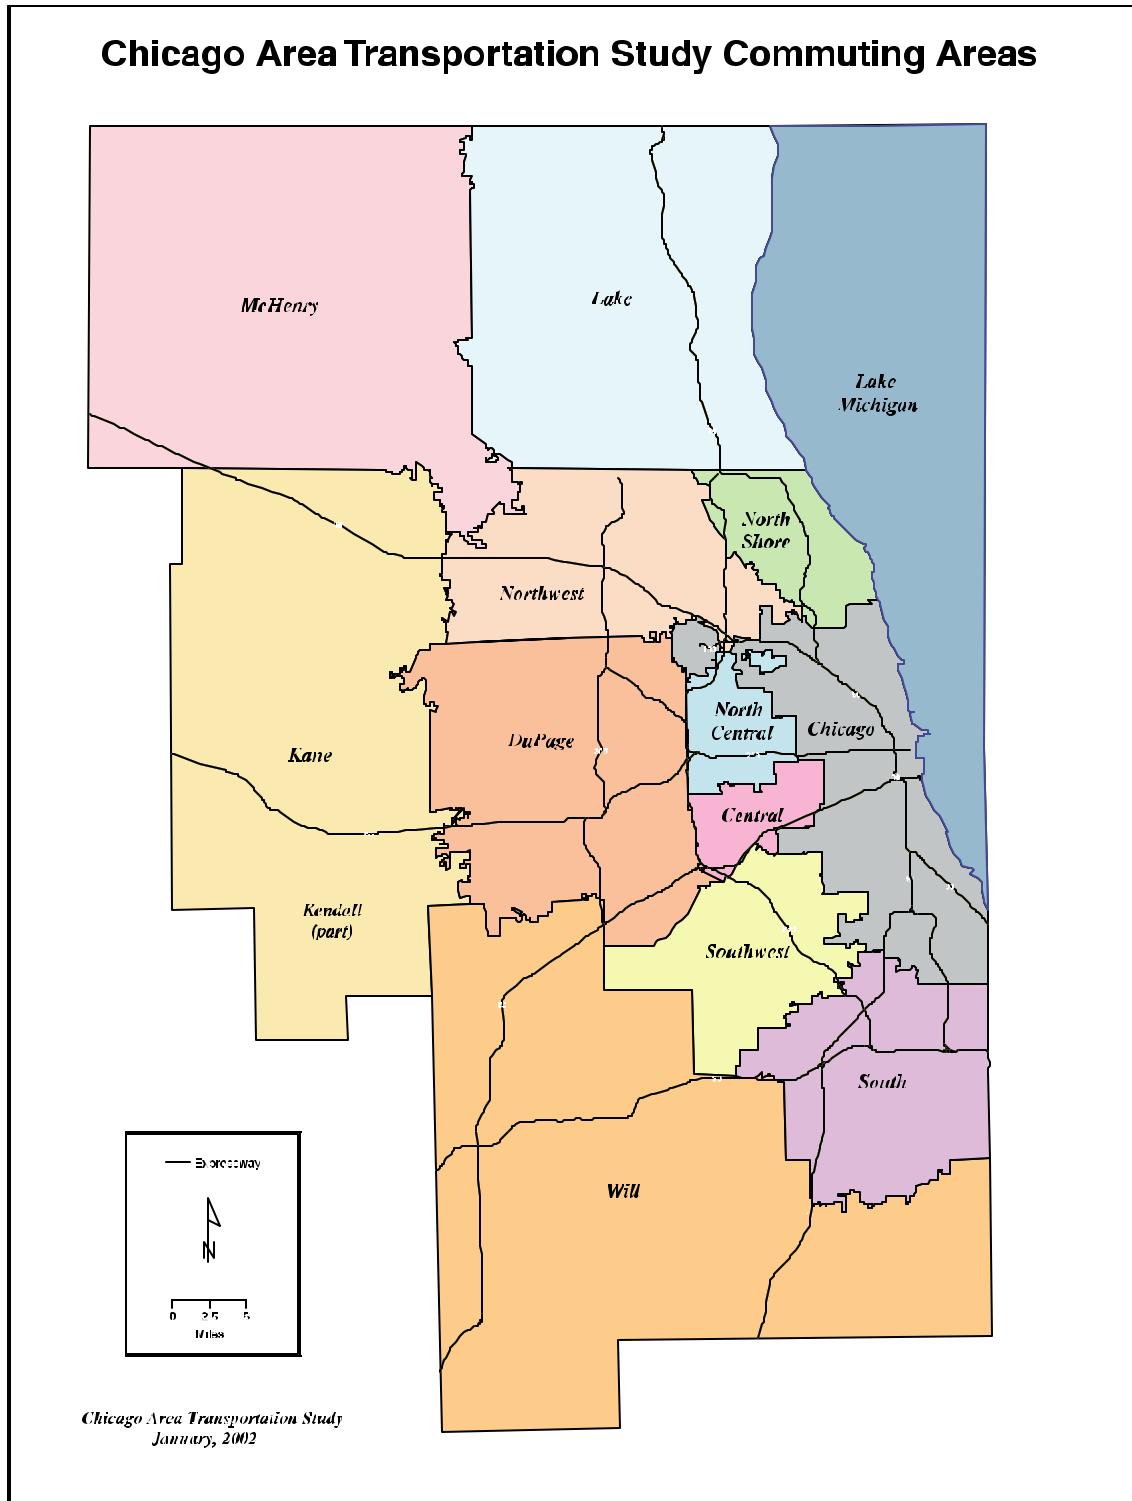 Chicago Area Transportation Study Commuting Areas
McHenry
Lake
Lake
Michigan
North
Shore
Northwest
North
Central
Chicago
DuPage
Kane
Central
Kendall
(part)
Southwest
South
Expressway
Will
N
0 2.5 5
Miles
Chicago Area Transportation Study
January, 2002